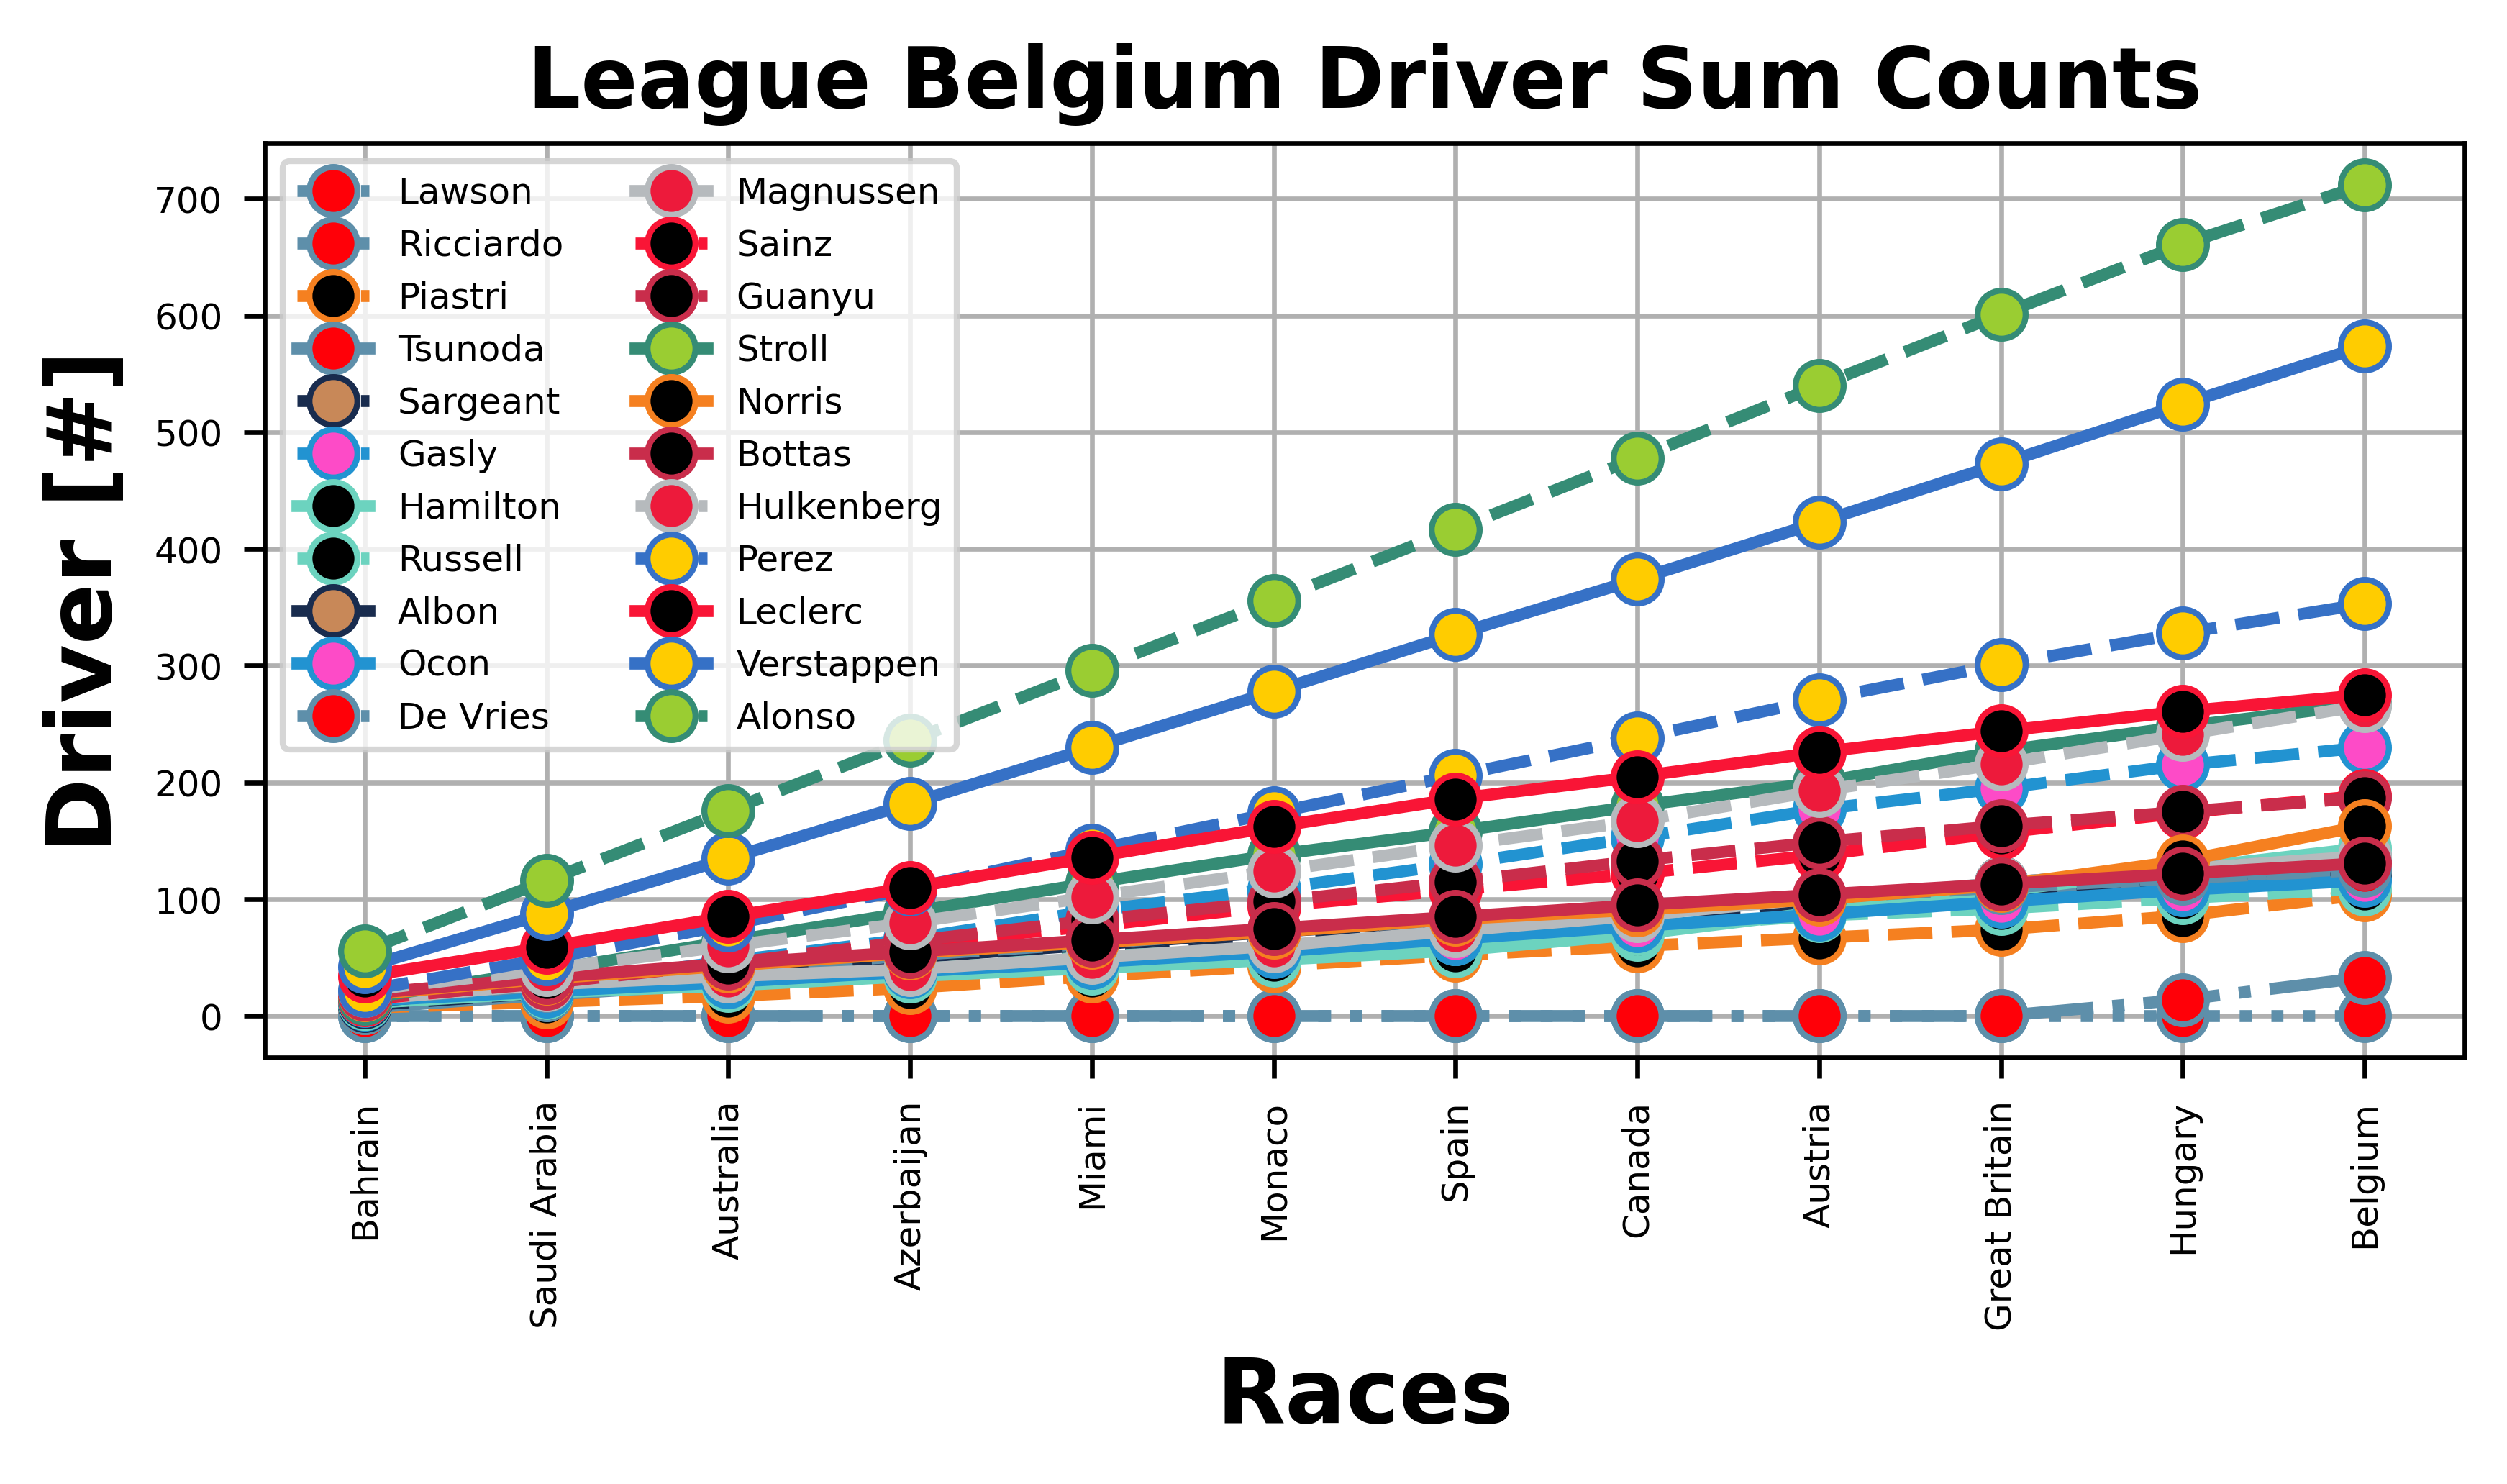 League Belgium Driver Sum Counts
Driver [#]
700
600
500
400
300
200
100
0
Lawson
Ricciardo
Piastri
Tsunoda
Sargeant
Gasly
Hamilton
Russell
Albon
Ocon
De Vries
Magnussen
Sainz
Guanyu
Stroll
Norris
Bottas
Hulkenberg
Perez
Leclerc
Verstappen
Alonso
Bahrain
Saudi Arabia
Australia
Azerbaijan
Miami
Monaco
Spain
Canada
Austria
Great Britain
Hungary
Belgium
Races